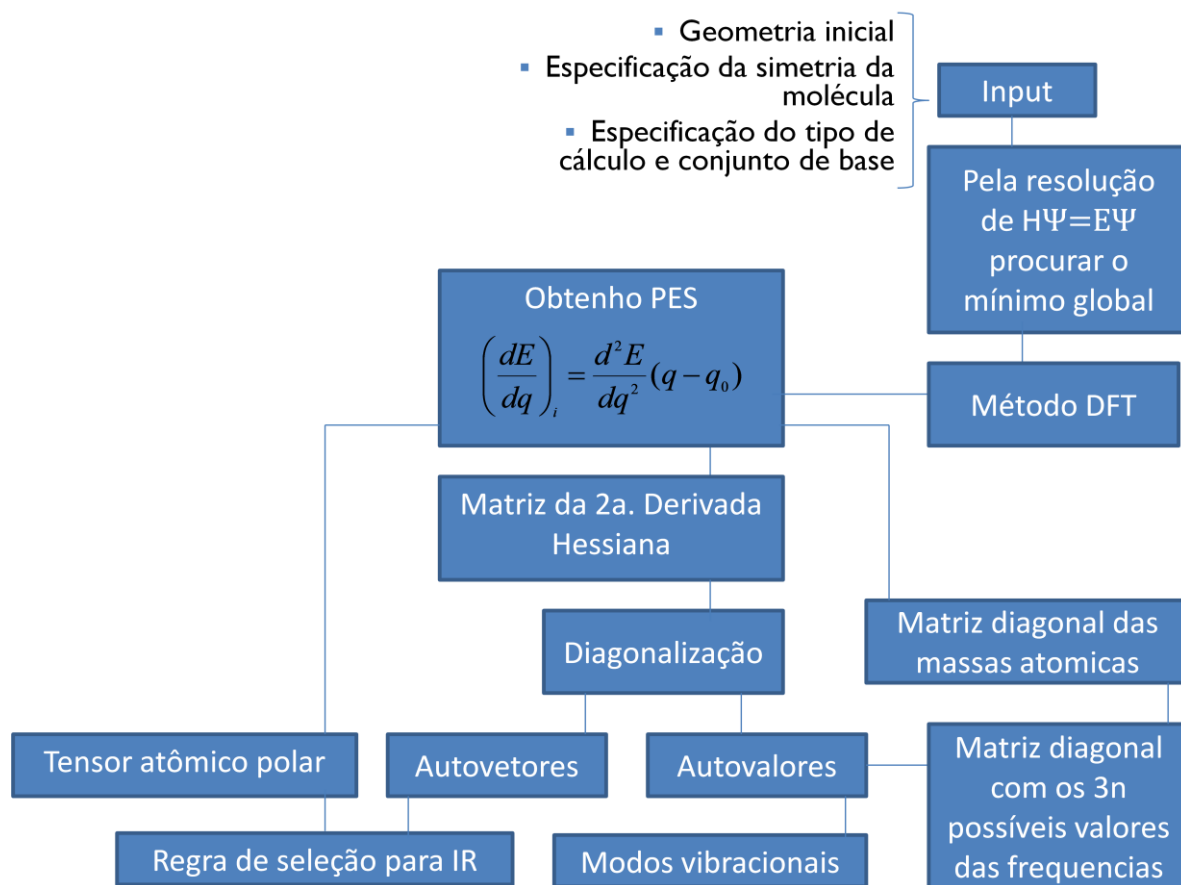 ▪ Geometria inicial
▪ Especificação da simetria da
molécula
▪ Especificação do tipo de
cálculo e conjunto de base
Input
Pela resolução
de HΨ=EΨ
procurar o
mínimo global
Obtenho PES
(dE/dq)ᵢ = d²E/dq² (q − q₀)
Método DFT
Matriz da 2a. Derivada
Hessiana
Diagonalização
Matriz diagonal das
massas atomicas
Tensor atômico polar
Autovetores
Autovalores
Matriz diagonal
com os 3n
possíveis valores
das frequencias
Regra de seleção para IR
Modos vibracionais